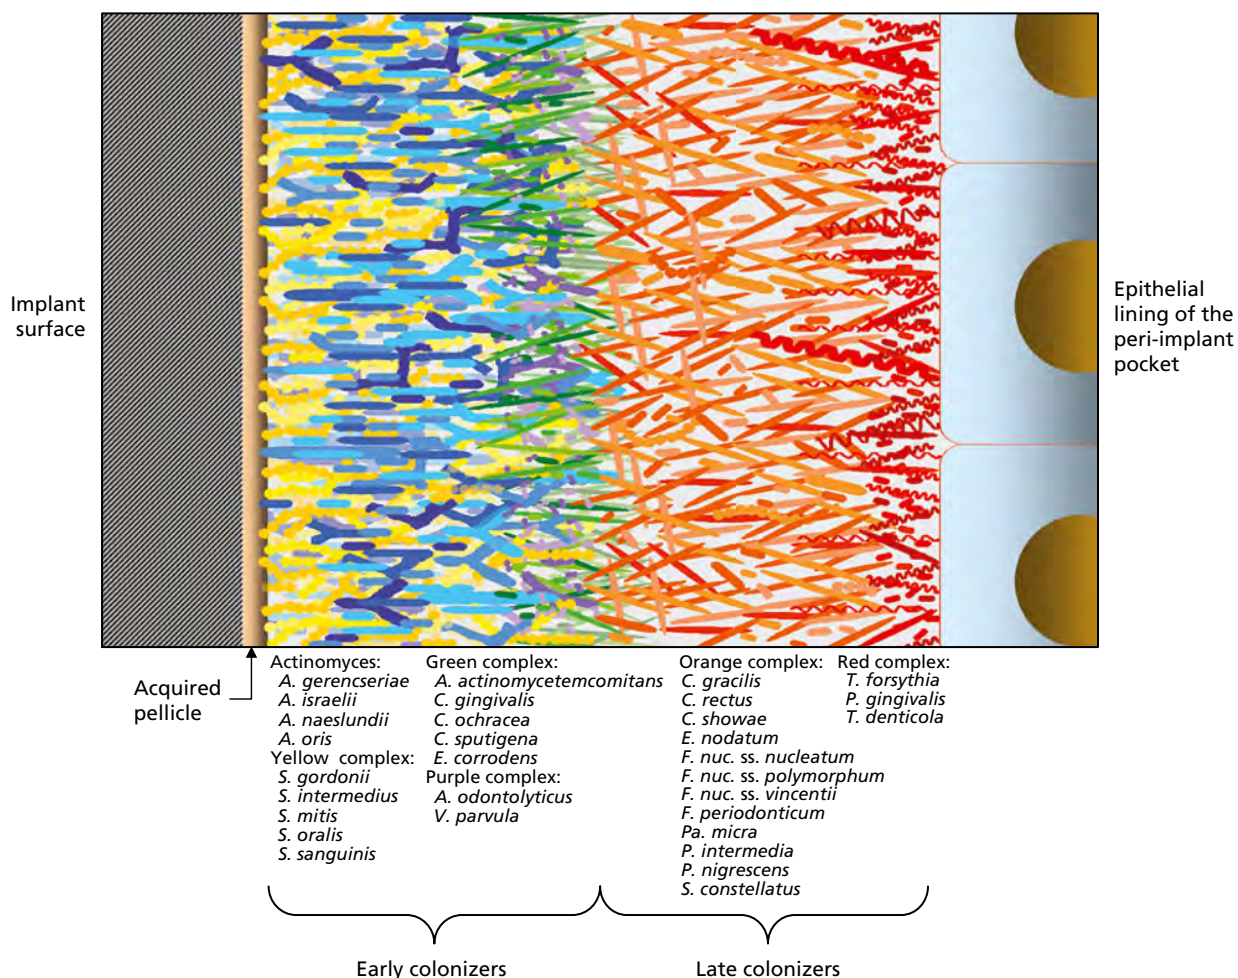 Implant
surface
Epithelial
lining of the
peri-implant
pocket
Acquired
pellicle
Actinomyces:
A. gerencseriae
A. israelii
A. naeslundii
A. oris
Yellow complex:
S. gordonii
S. intermedius
S. mitis
S. oralis
S. sanguinis
Green complex:
A. actinomycetemcomitans
C. gingivalis
C. ochracea
C. sputigena
E. corrodens
Purple complex:
A. odontolyticus
V. parvula
Orange complex:
C. gracilis
C. rectus
C. showae
E. nodatum
F. nuc. ss. nucleatum
F. nuc. ss. polymorphum
F. nuc. ss. vincentii
F. periodonticum
Pa. micra
P. intermedia
P. nigrescens
S. constellatus
Red complex:
T. forsythia
P. gingivalis
T. denticola
Early colonizers
Late colonizers